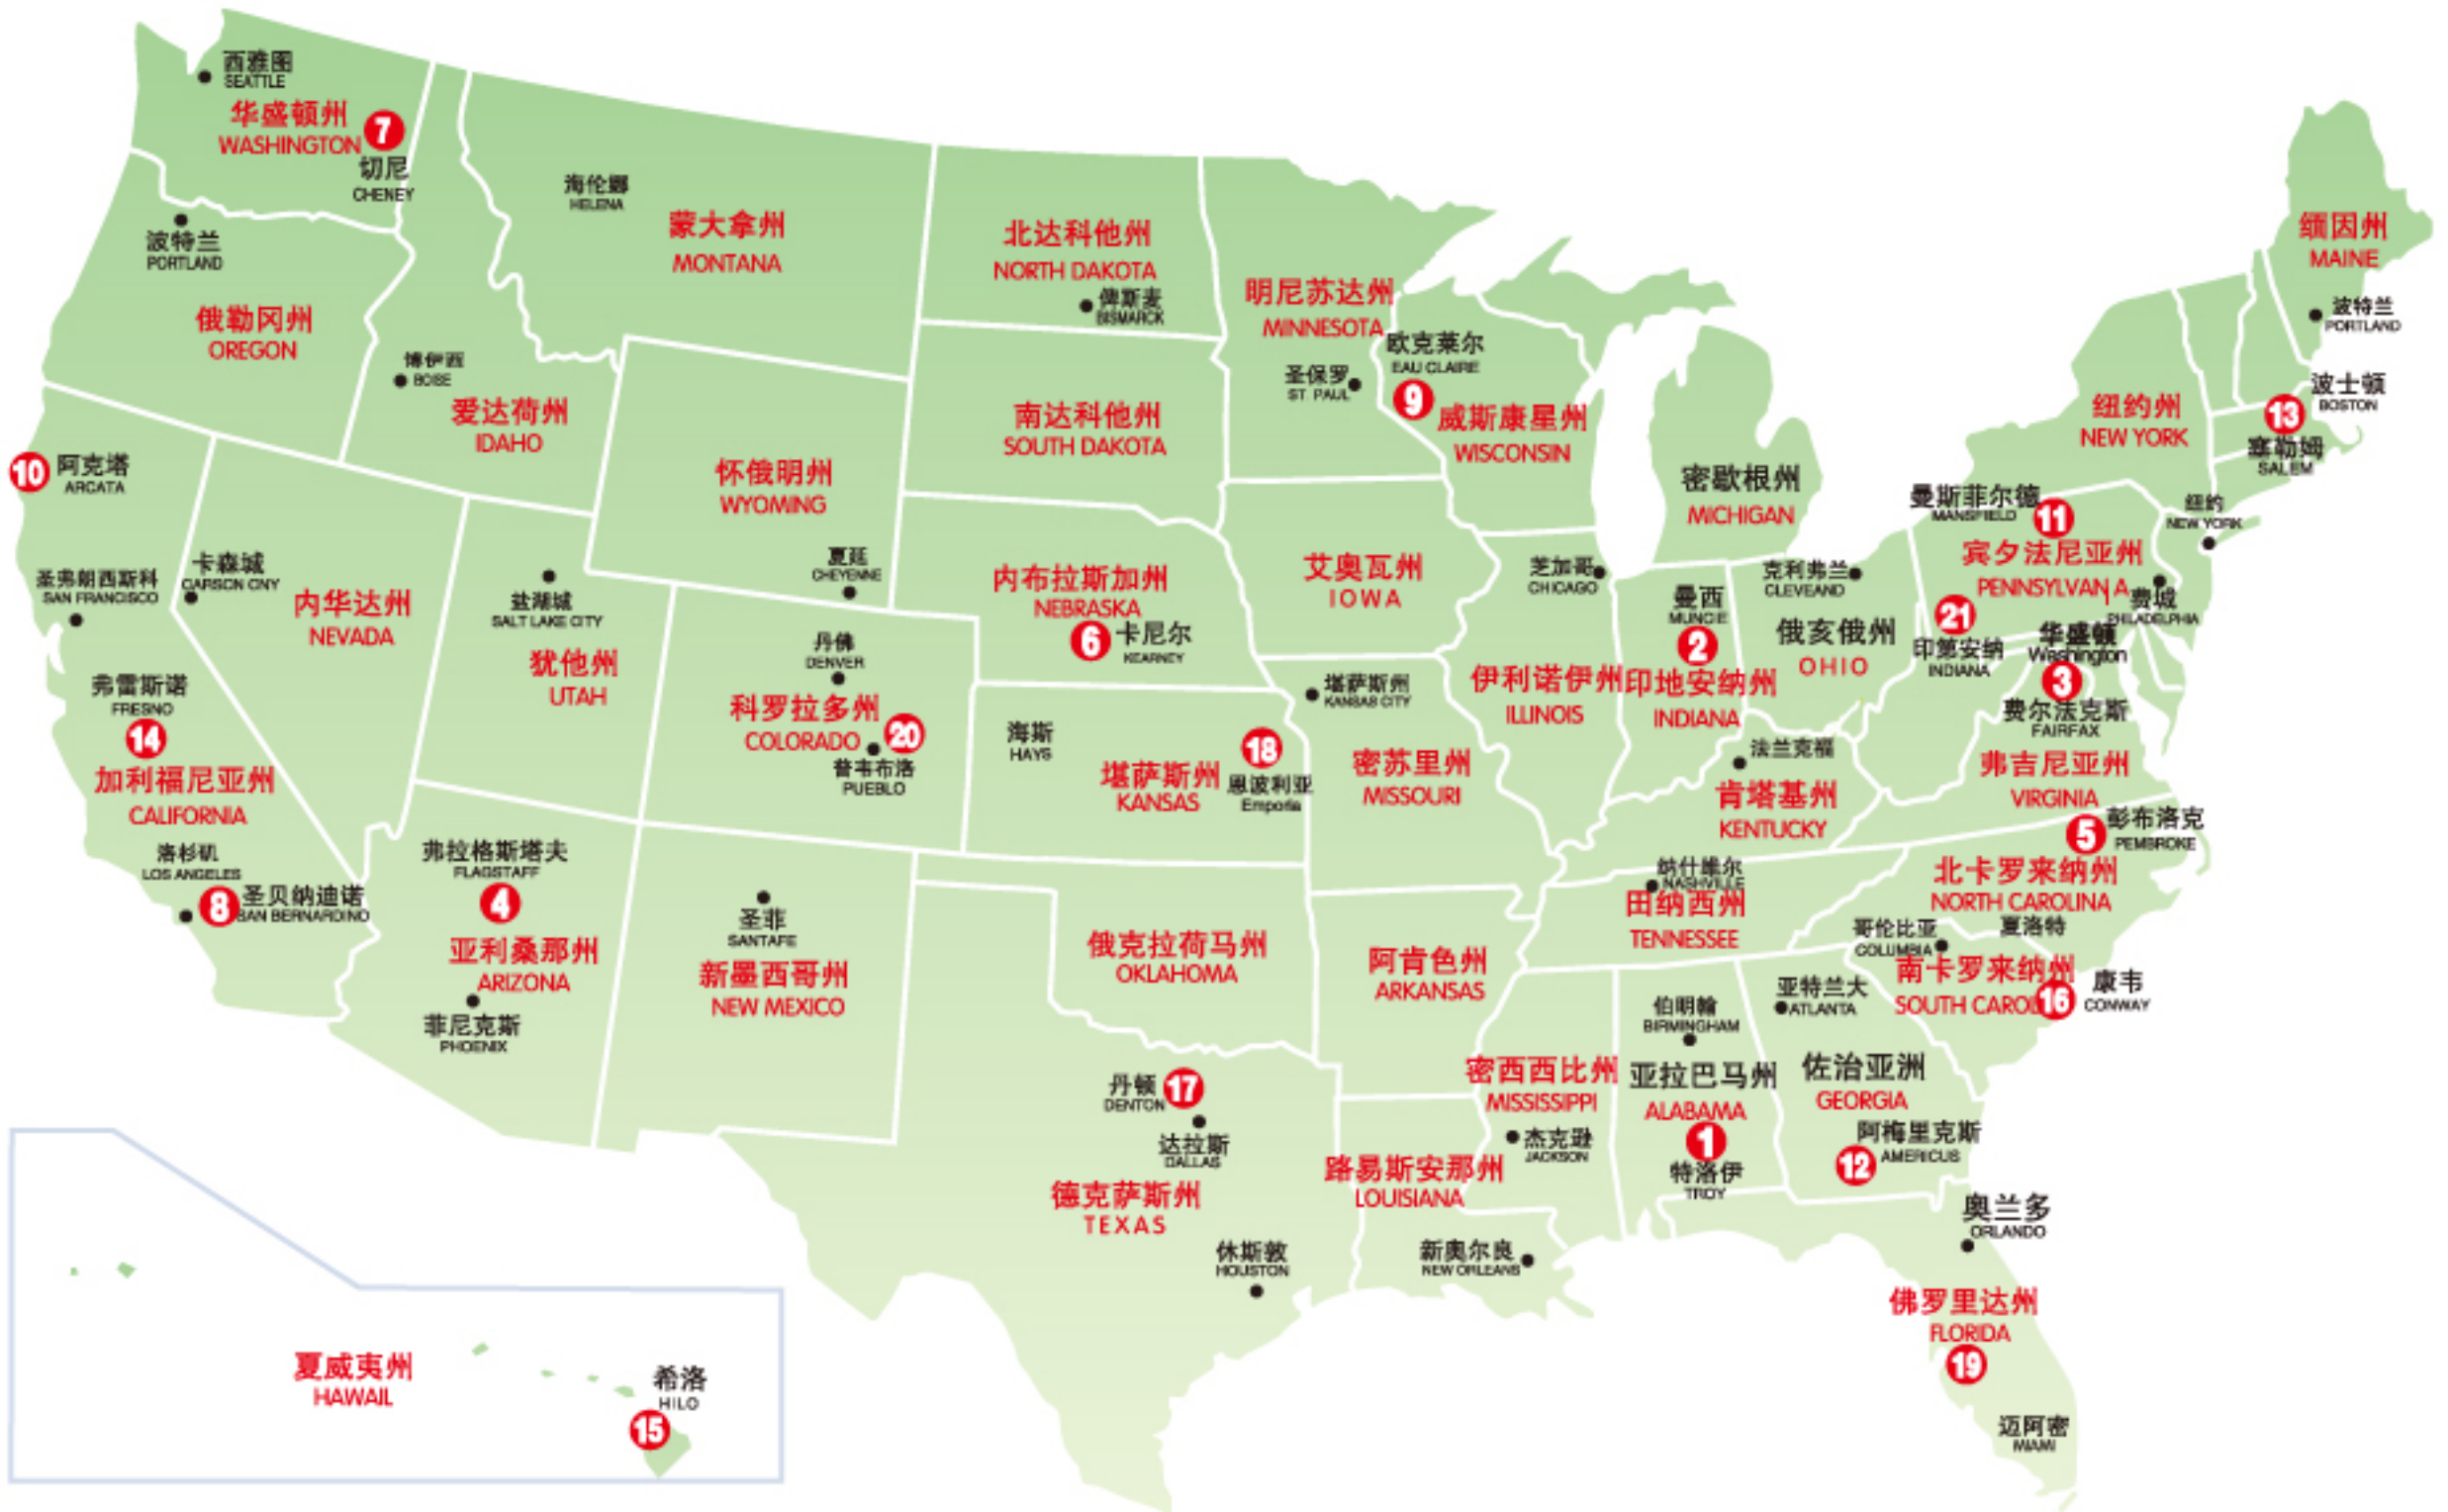 西雅图
SEATTLE
华盛顿州
WASHINGTON
7
切尼
CHENEY
波特兰
PORTLAND
俄勒冈州
OREGON
博伊西
BOISE
爱达荷州
IDAHO
海伦娜
HELENA
蒙大拿州
MONTANA
北达科他州
NORTH DAKOTA
俾斯麦
BISMARCK
南达科他州
SOUTH DAKOTA
明尼苏达州
MINNESOTA
圣保罗
ST. PAUL
欧克莱尔
EAU CLAIRE
9
威斯康星州
WISCONSIN
密歇根州
MICHIGAN
缅因州
MAINE
波特兰
PORTLAND
波士顿
BOSTON
13
塞勒姆
SALEM
纽约州
NEW YORK
纽约
NEW YORK
曼斯菲尔德
MANSFIELD
11
宾夕法尼亚州
PENNSYLVAN A
费城
PHILADELPHIA
21
印第安纳
INDIANA
华盛顿
Washington
3
费尔法克斯
FAIRFAX
弗吉尼亚州
VIRGINIA
10
阿克塔
ARCATA
圣弗朗西斯科
SAN FRANCISCO
卡森城
CARSON CNY
内华达州
NEVADA
弗雷斯诺
FRESNO
14
加利福尼亚州
CALIFORNIA
洛杉矶
LOS ANGELES
8
圣贝纳迪诺
SAN BERNARDINO
盐湖城
SALT LAKE CITY
犹他州
UTAH
怀俄明州
WYOMING
夏延
CHEYENNE
丹佛
DENVER
科罗拉多州
COLORADO
20
普韦布洛
PUEBLO
内布拉斯加州
NEBRASKA
6
卡尼尔
KEARNEY
海斯
HAYS
堪萨斯州
KANSAS
18
恩波利亚
Emporia
艾奥瓦州
IOWA
堪萨斯州
KANSAS CITY
密苏里州
MISSOURI
芝加哥
CHICAGO
伊利诺伊州
ILLINOIS
曼西
MUNCIE
2
印地安纳州
INDIANA
克利弗兰
CLEVEAND
俄亥俄州
OHIO
法兰克福
肯塔基州
KENTUCKY
彭布洛克
PEMBROKE
5
北卡罗来纳州
NORTH CAROLINA
夏洛特
纳什维尔
NASHVILLE
田纳西州
TENNESSEE
哥伦比亚
COLUMBIA
南卡罗来纳州
SOUTH CAROL
16
康韦
CONWAY
弗拉格斯塔夫
FLAGSTAFF
4
亚利桑那州
ARIZONA
菲尼克斯
PHOENIX
圣菲
SANTAFE
新墨西哥州
NEW MEXICO
俄克拉荷马州
OKLAHOMA
阿肯色州
ARKANSAS
丹顿
DENTON
17
达拉斯
DALLAS
德克萨斯州
TEXAS
休斯敦
HOUSTON
路易斯安那州
LOUISIANA
新奥尔良
NEW ORLEANS
密西西比州
MISSISSIPPI
杰克逊
JACKSON
伯明翰
BIRMINGHAM
亚拉巴马州
ALABAMA
1
特洛伊
TROY
亚特兰大
ATLANTA
佐治亚洲
GEORGIA
阿梅里克斯
AMERICUS
12
奥兰多
ORLANDO
佛罗里达州
FLORIDA
19
迈阿密
MIAMI
夏威夷州
HAWAIL
希洛
HILO
15